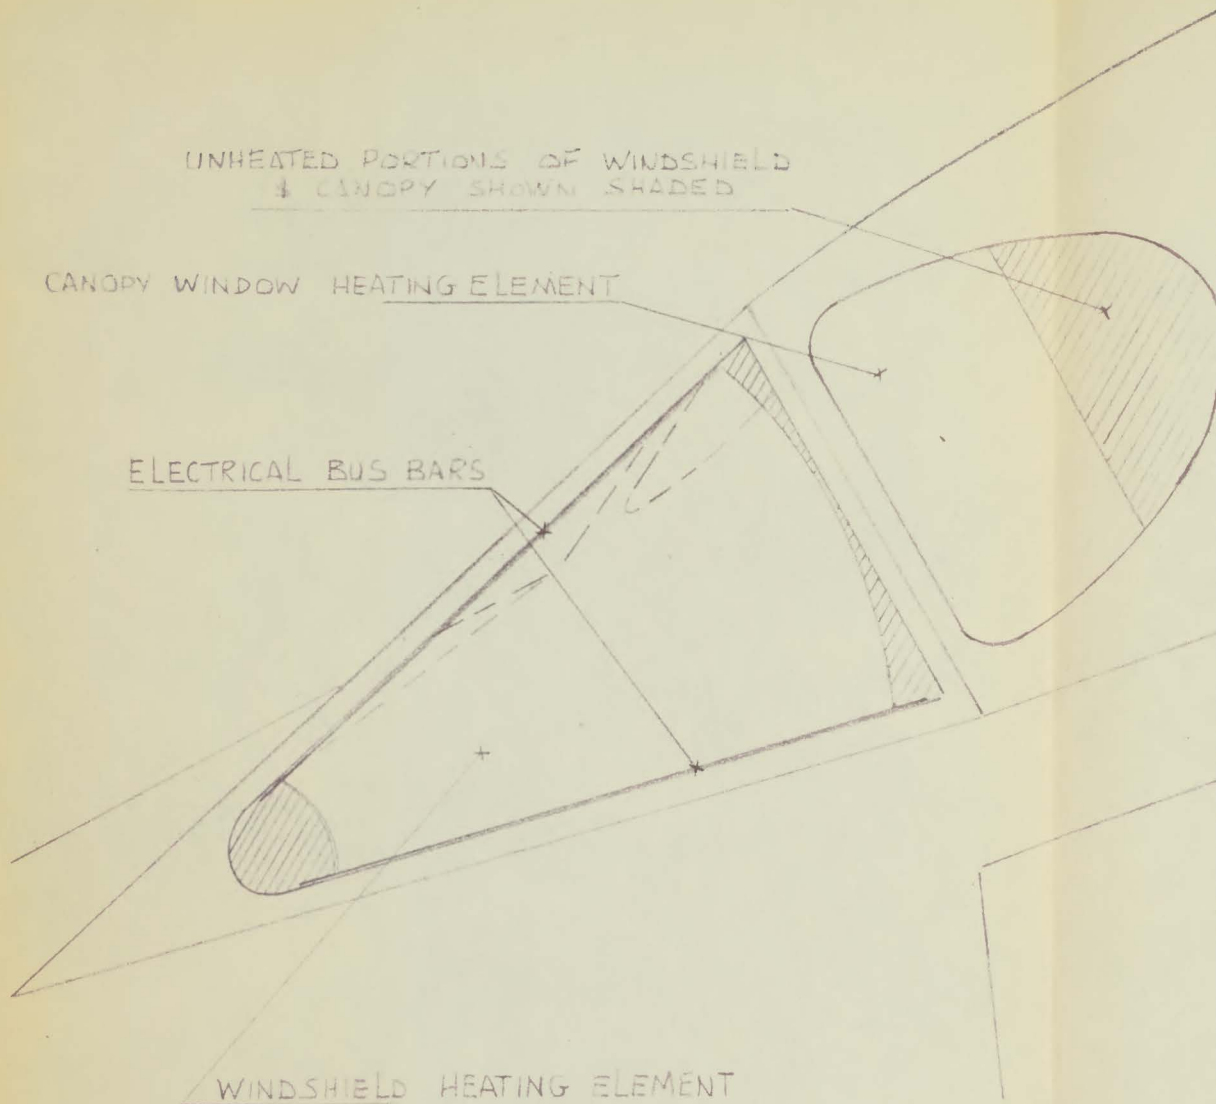 UNHEATED PORTIONS OF WINDSHIELD
& CANOPY SHOWN SHADED
CANOPY WINDOW HEATING ELEMENT
ELECTRICAL BUS BARS
WINDSHIELD HEATING ELEMENT